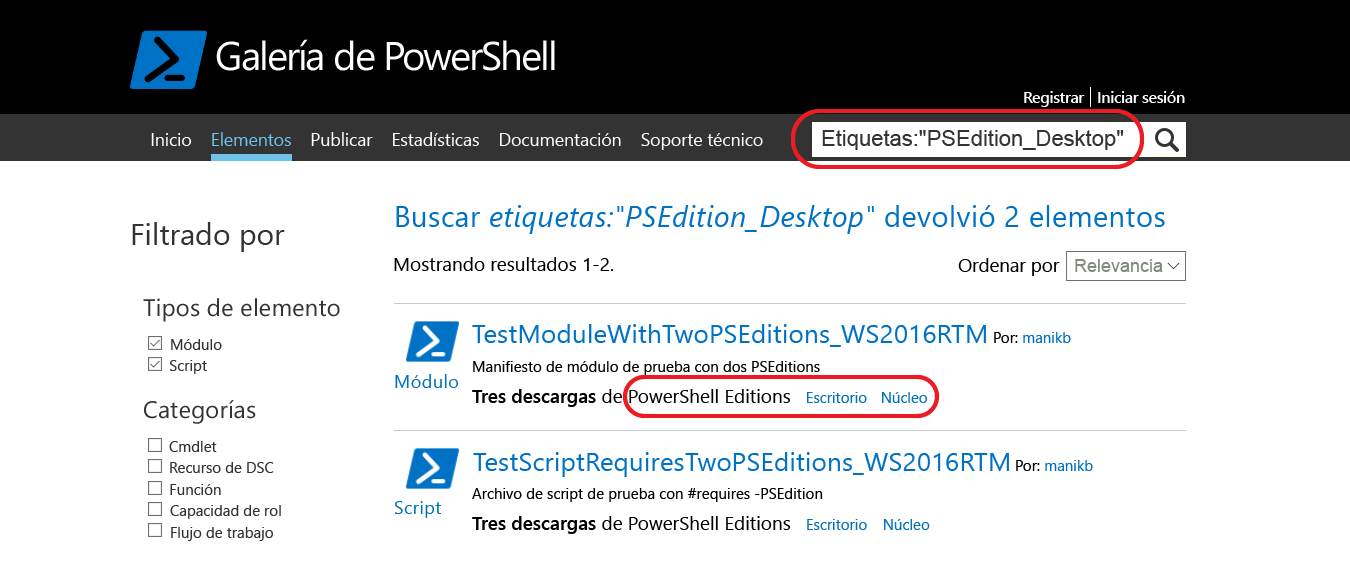 Galería de PowerShell
Registrar Iniciar sesión
Inicio Elementos Publicar Estadísticas Documentación Soporte técnico Etiquetas:"PSEdition_Desktop"
Buscar etiquetas:"PSEdition_Desktop" devolvió 2 elementos
Filtrado por
Mostrando resultados 1-2. Ordenar por Relevancia
Tipos de elemento
Módulo
Script
Categorías
Cmdlet
Recurso de DSC
Función
Capacidad de rol
Flujo de trabajo
TestModuleWithTwoPSEditions_WS2016RTM Por: manikb
Manifiesto de módulo de prueba con dos PSEditions
Módulo
Tres descargas de PowerShell Editions Escritorio Núcleo
TestScriptRequiresTwoPSEditions_WS2016RTM Por: manikb
Archivo de script de prueba con #requires -PSEdition
Script
Tres descargas de PowerShell Editions Escritorio Núcleo